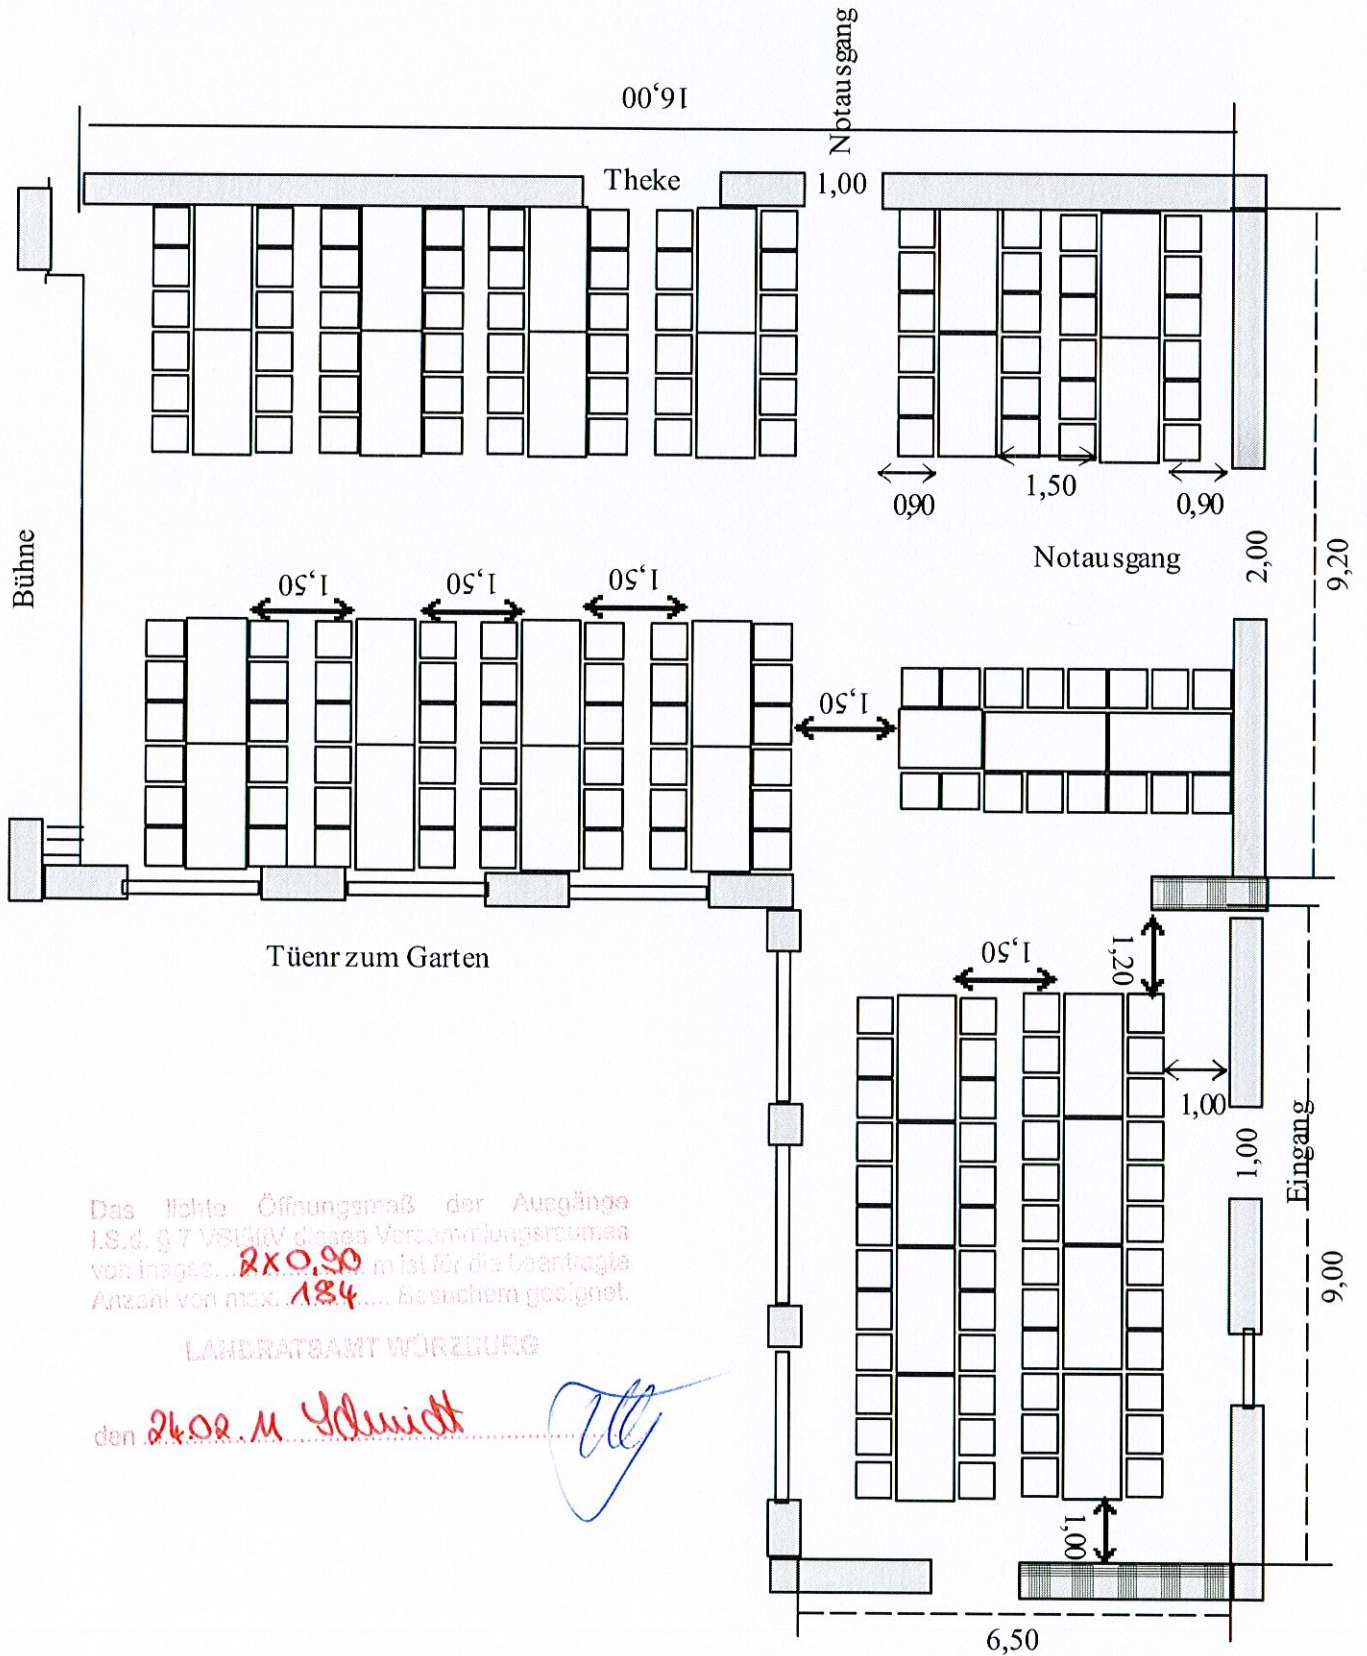 Notausgang
16,00
Theke
1,00
0,90
1,50
0,90
Notausgang
2,00
9,20
Bühne
1,50
1,50
1,50
1,50
Tüenr zum Garten
1,50
1,20
1,00
1,00
Eingang
9,00
1,00
6,50
Das lichte Öffnungsmaß der Ausgänge
I.S.d. § 7 dieses Versammlungsraumes
von insges. 2x0,90 m ist für die beantragte
Anzahl von max. 184 Besuchern geeignet.
LANDRATSAMT WÜRZBURG
den 24.02.11 Schmidt